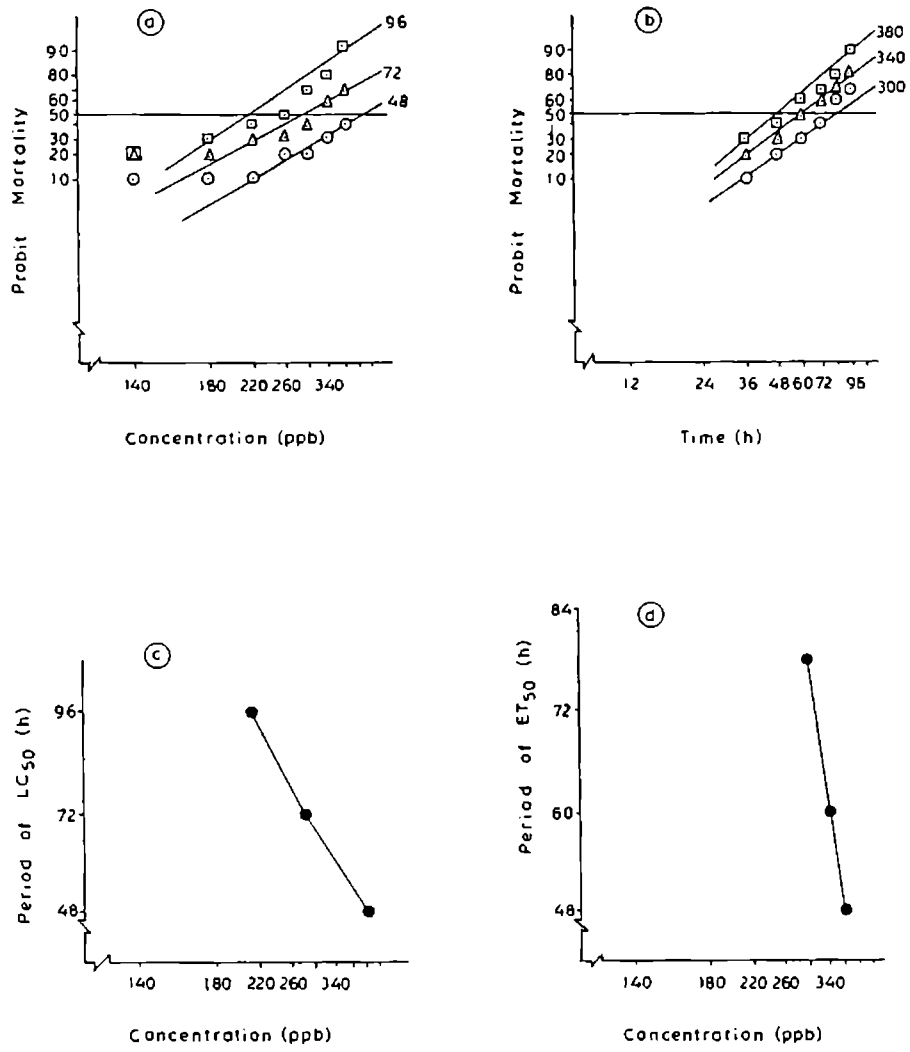 a
Probit Mortality
90
80
60
50
30
20
10
96
72
48
140 180 220 260 340
Concentration (ppb)
b
Probit Mortality
90
80
60
50
30
20
10
380
340
300
12 24 36 48 60 72 96
Time (h)
c
Period of LC50 (h)
96
72
48
140 180 220 260 340
Concentration (ppb)
d
Period of ET50 (h)
84
72
60
48
140 180 220 260 340
Concentration (ppb)